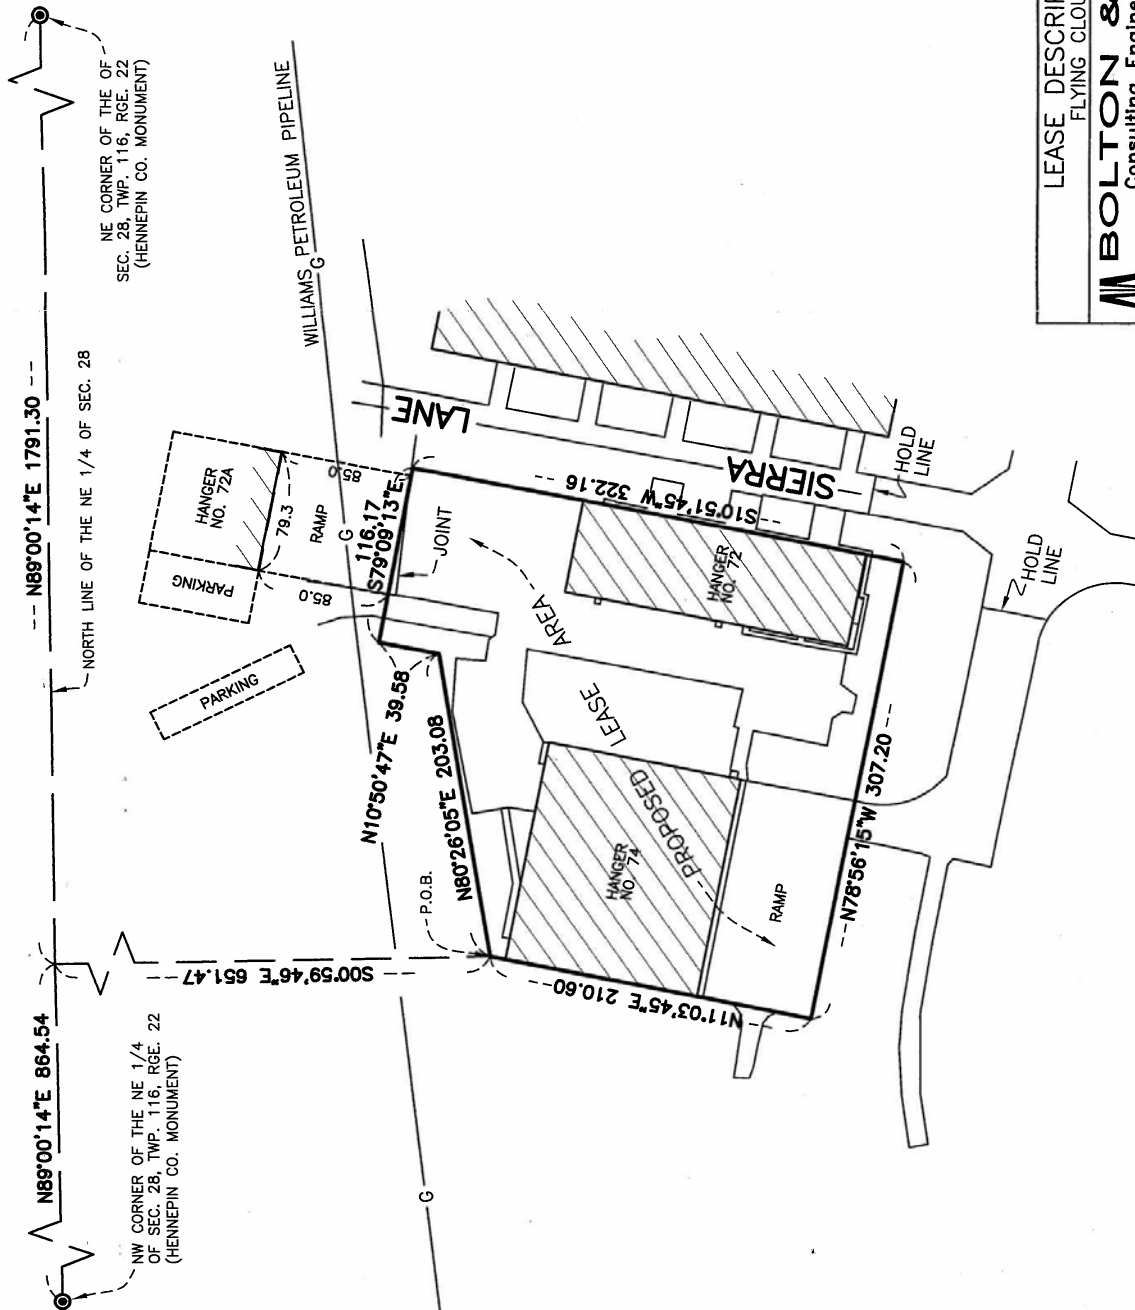 N89°00'14"E 864.54
N89°00'14"E 1791.30
NORTH LINE OF THE NE 1/4 OF SEC. 28
NW CORNER OF THE NE 1/4
OF SEC. 28, TWP. 116, RGE. 22
(HENNEPIN CO. MONUMENT)
NE CORNER OF THE OF
SEC. 28, TWP. 116, RGE. 22
(HENNEPIN CO. MONUMENT)
S00°59'46"E 651.47
PARKING
PARKING
HANGER
NO. 72A
79.3
RAMP
85.0
85.0
WILLIAMS PETROLEUM PIPELINE
G
G
G
P.O.B.
N10°50'47"E 39.58
N80°26'05"E 203.08
116.17
S79°09'13"E
JOINT
SIERRA LANE
S10°51'45"W 322.16
HANGER
NO. 72
PROPOSED LEASE AREA
HANGER
NO. 74
RAMP
N11°03'45"E 210.60
N78°56'15"W 307.20
HOLD
LINE
HOLD
LINE
LEASE DESCRI
FLYING CLOU
BOLTON &
Consulting Engine